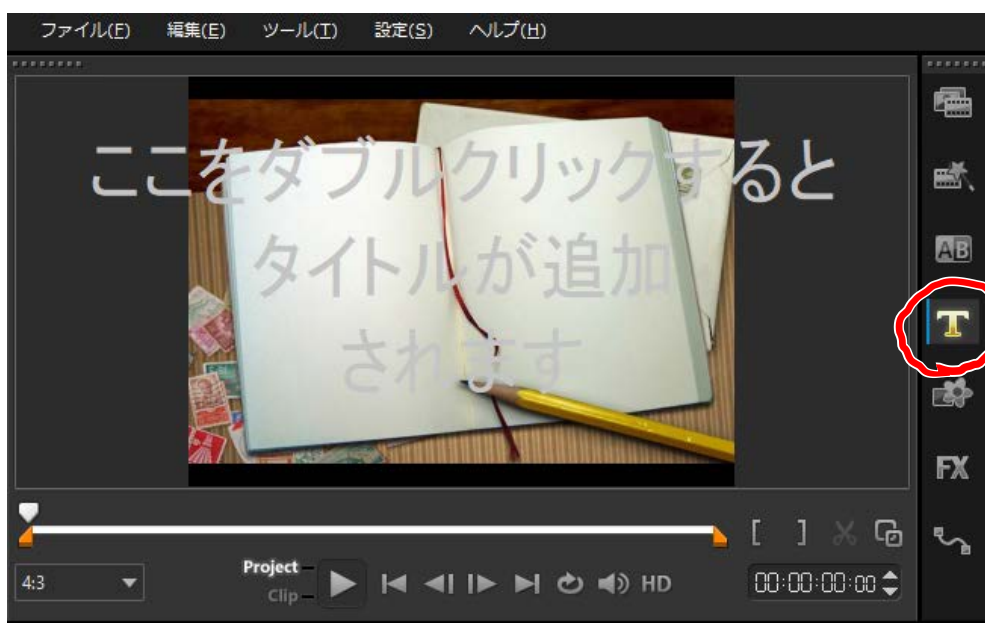 ファイル(F) 編集(E) ツール(T) 設定(S) ヘルプ(H)
ここをダブルクリックすると
タイトルが追加
されます
AB
T
FX
[ ]
4:3
Project
Clip
HD
00:00:00:00